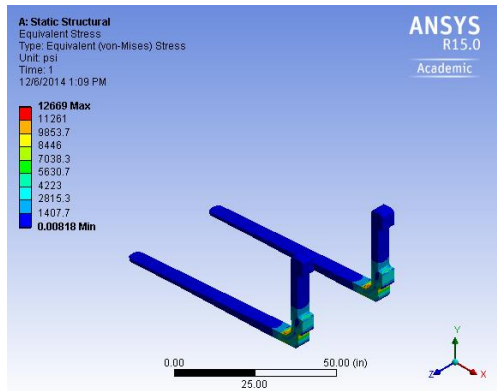 A: Static Structural
Equivalent Stress
Type: Equivalent (von-Mises) Stress
Unit: psi
Time: 1
12/6/2014 1:09 PM
12669 Max
11261
9853.7
8446
7038.3
5630.7
4223
2815.3
1407.7
0.00818 Min
ANSYS
R15.0
Academic
0.00
50.00 (in)
25.00
Y
Z
X